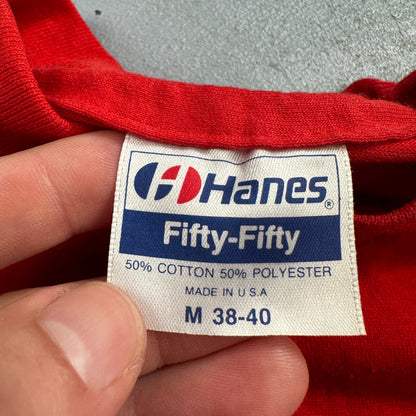 Hanes®
Fifty-Fifty
50% COTTON 50% POLYESTER
MADE IN U.S.A
M 38-40